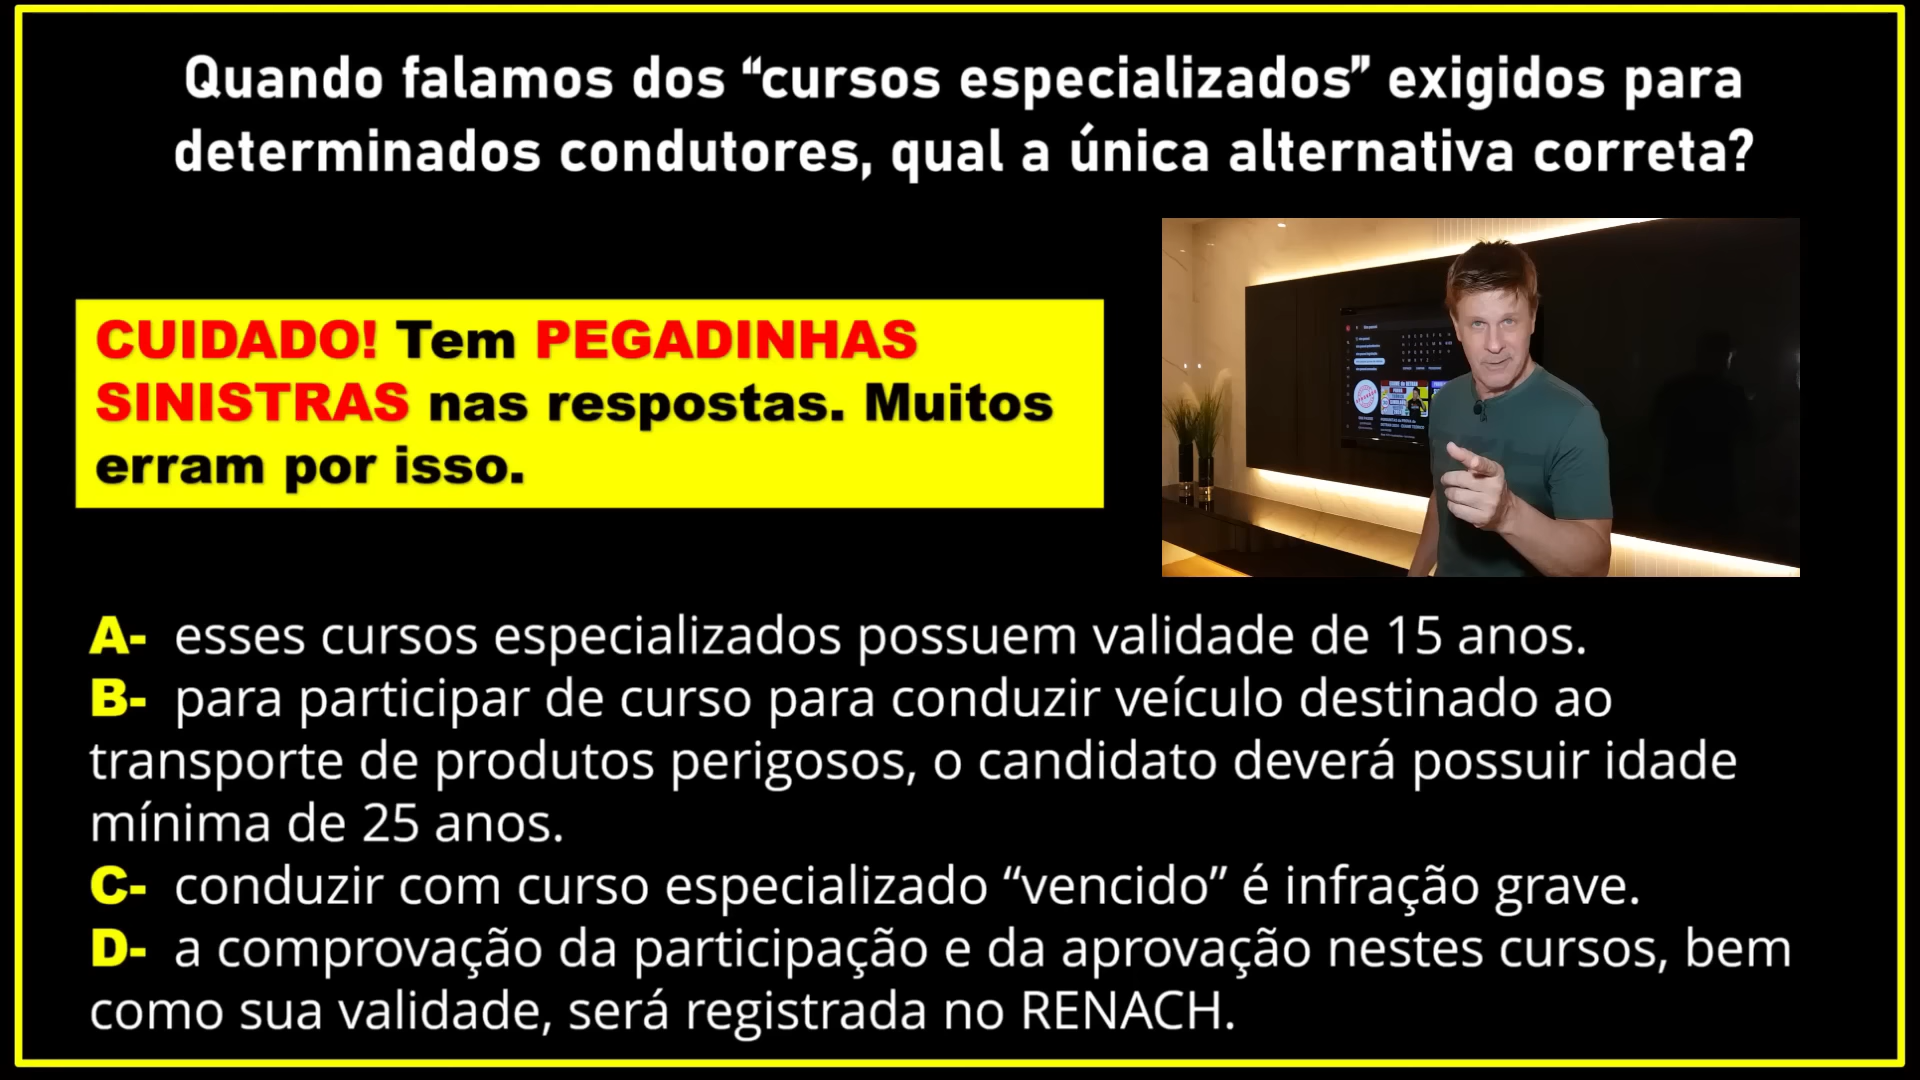 Quando falamos dos “cursos especializados” exigidos para
determinados condutores, qual a única alternativa correta?
CUIDADO! Tem PEGADINHAS
SINISTRAS nas respostas. Muitos
erram por isso.
A- esses cursos especializados possuem validade de 15 anos.
B- para participar de curso para conduzir veículo destinado ao
transporte de produtos perigosos, o candidato deverá possuir idade
mínima de 25 anos.
C- conduzir com curso especializado “vencido” é infração grave.
D- a comprovação da participação e da aprovação nestes cursos, bem
como sua validade, será registrada no RENACH.